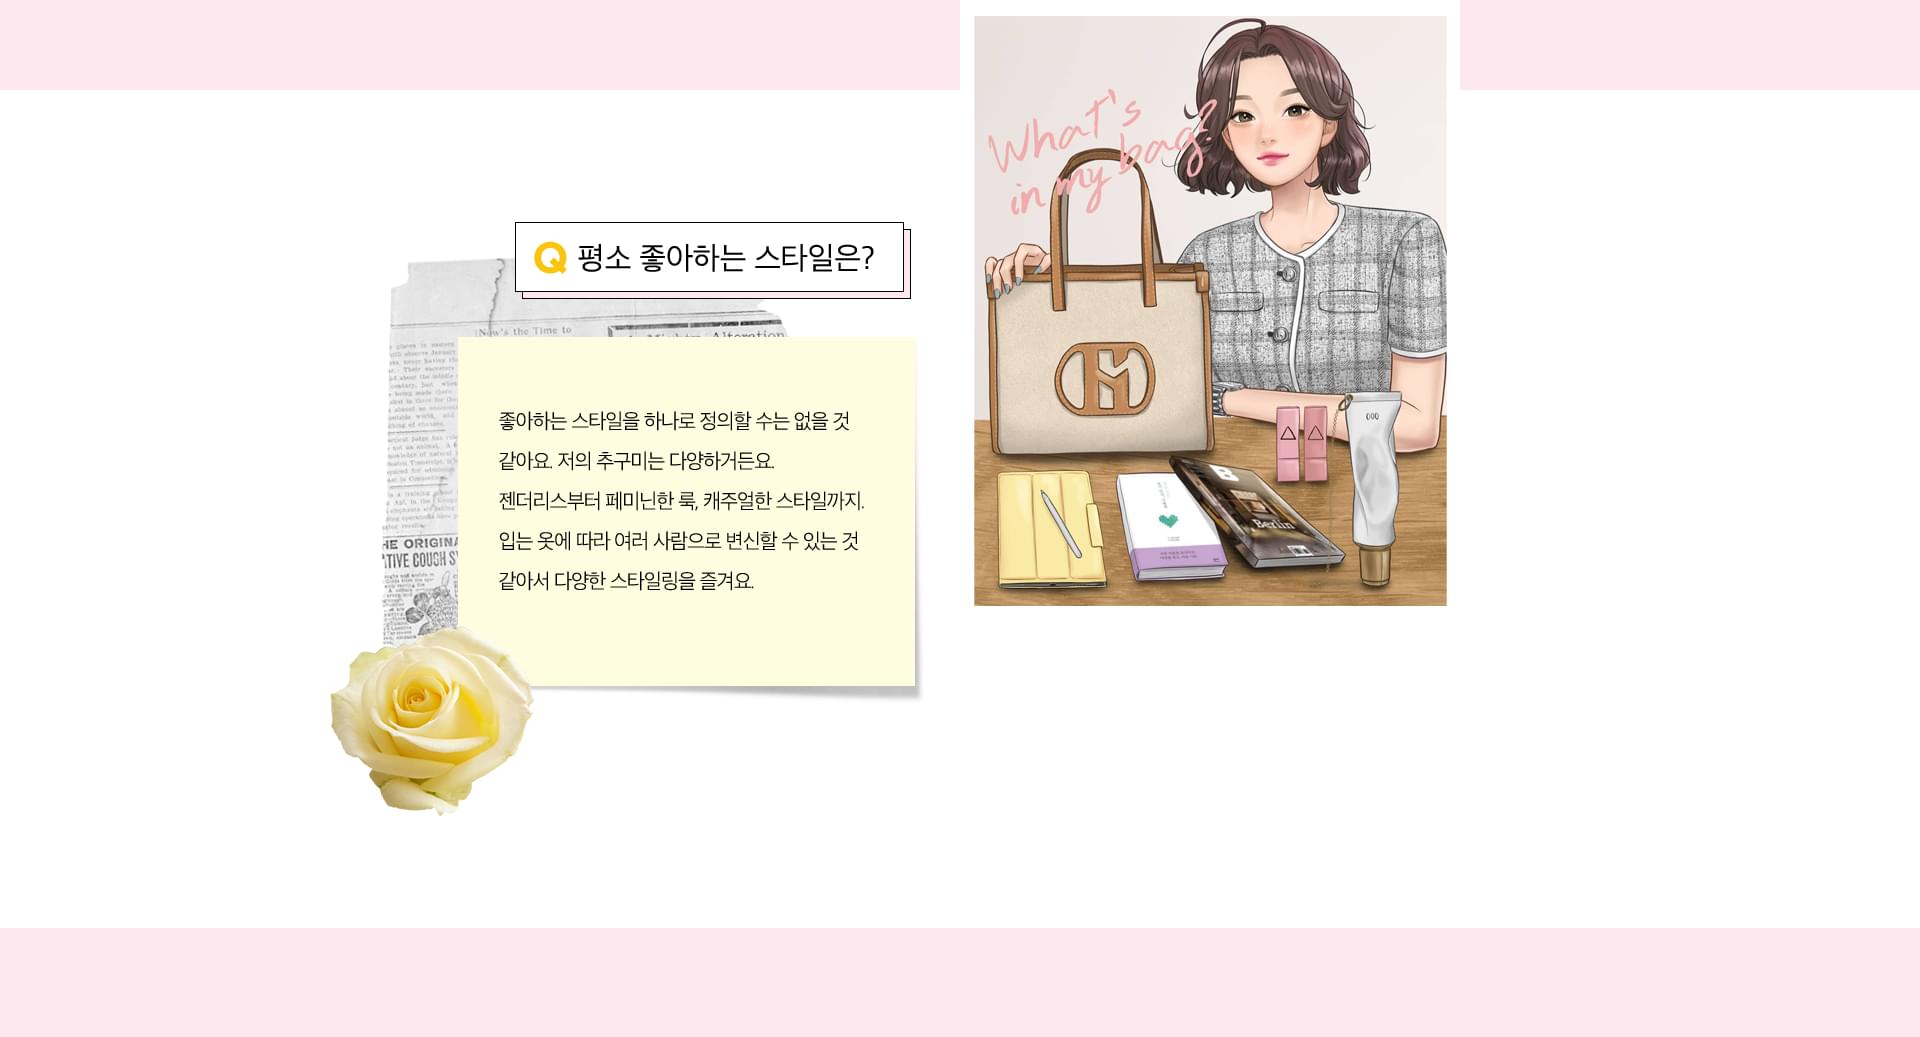 Q 평소 좋아하는 스타일은?
좋아하는 스타일을 하나로 정의할 수는 없을 것
같아요. 저의 추구미는 다양하거든요.
젠더리스부터 페미닌한 룩, 캐주얼한 스타일까지.
입는 옷에 따라 여러 사람으로 변신할 수 있는 것
같아서 다양한 스타일링을 즐겨요.
Now's the Time to
Alteration
HE ORIGINA
TIVE COUGH S
What's
in my bag?
Berlin